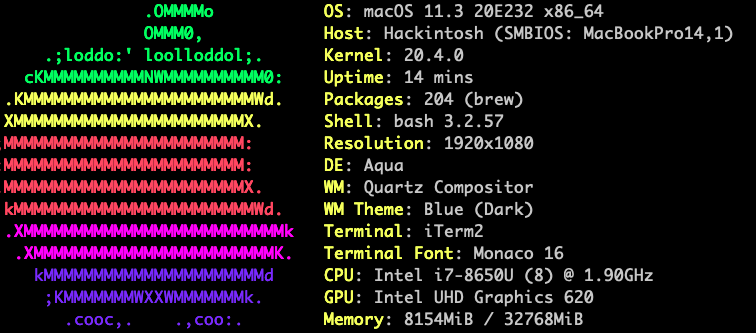 .OMMMMo OS: macOS 11.3 20E232 x86_64
OMMM0, Host: Hackintosh (SMBIOS: MacBookPro14,1)
.;loddo:' loolloddol;. Kernel: 20.4.0
cKMMMMMMMMMMNWMMMMMMMMMM0: Uptime: 14 mins
.KMMMMMMMMMMMMMMMMMMMMMMMWd. Packages: 204 (brew)
XMMMMMMMMMMMMMMMMMMMMMMMX. Shell: bash 3.2.57
;MMMMMMMMMMMMMMMMMMMMMMMM: Resolution: 1920x1080
:MMMMMMMMMMMMMMMMMMMMMMMM: DE: Aqua
.MMMMMMMMMMMMMMMMMMMMMMMMX. WM: Quartz Compositor
kMMMMMMMMMMMMMMMMMMMMMMMMWd. WM Theme: Blue (Dark)
.XMMMMMMMMMMMMMMMMMMMMMMMMMMk Terminal: iTerm2
.XMMMMMMMMMMMMMMMMMMMMMMMMK. Terminal Font: Monaco 16
kMMMMMMMMMMMMMMMMMMMMMMd CPU: Intel i7-8650U (8) @ 1.90GHz
;KMMMMMMMWXXWMMMMMMMk. GPU: Intel UHD Graphics 620
.cooc,. .,coo:. Memory: 8154MiB / 32768MiB